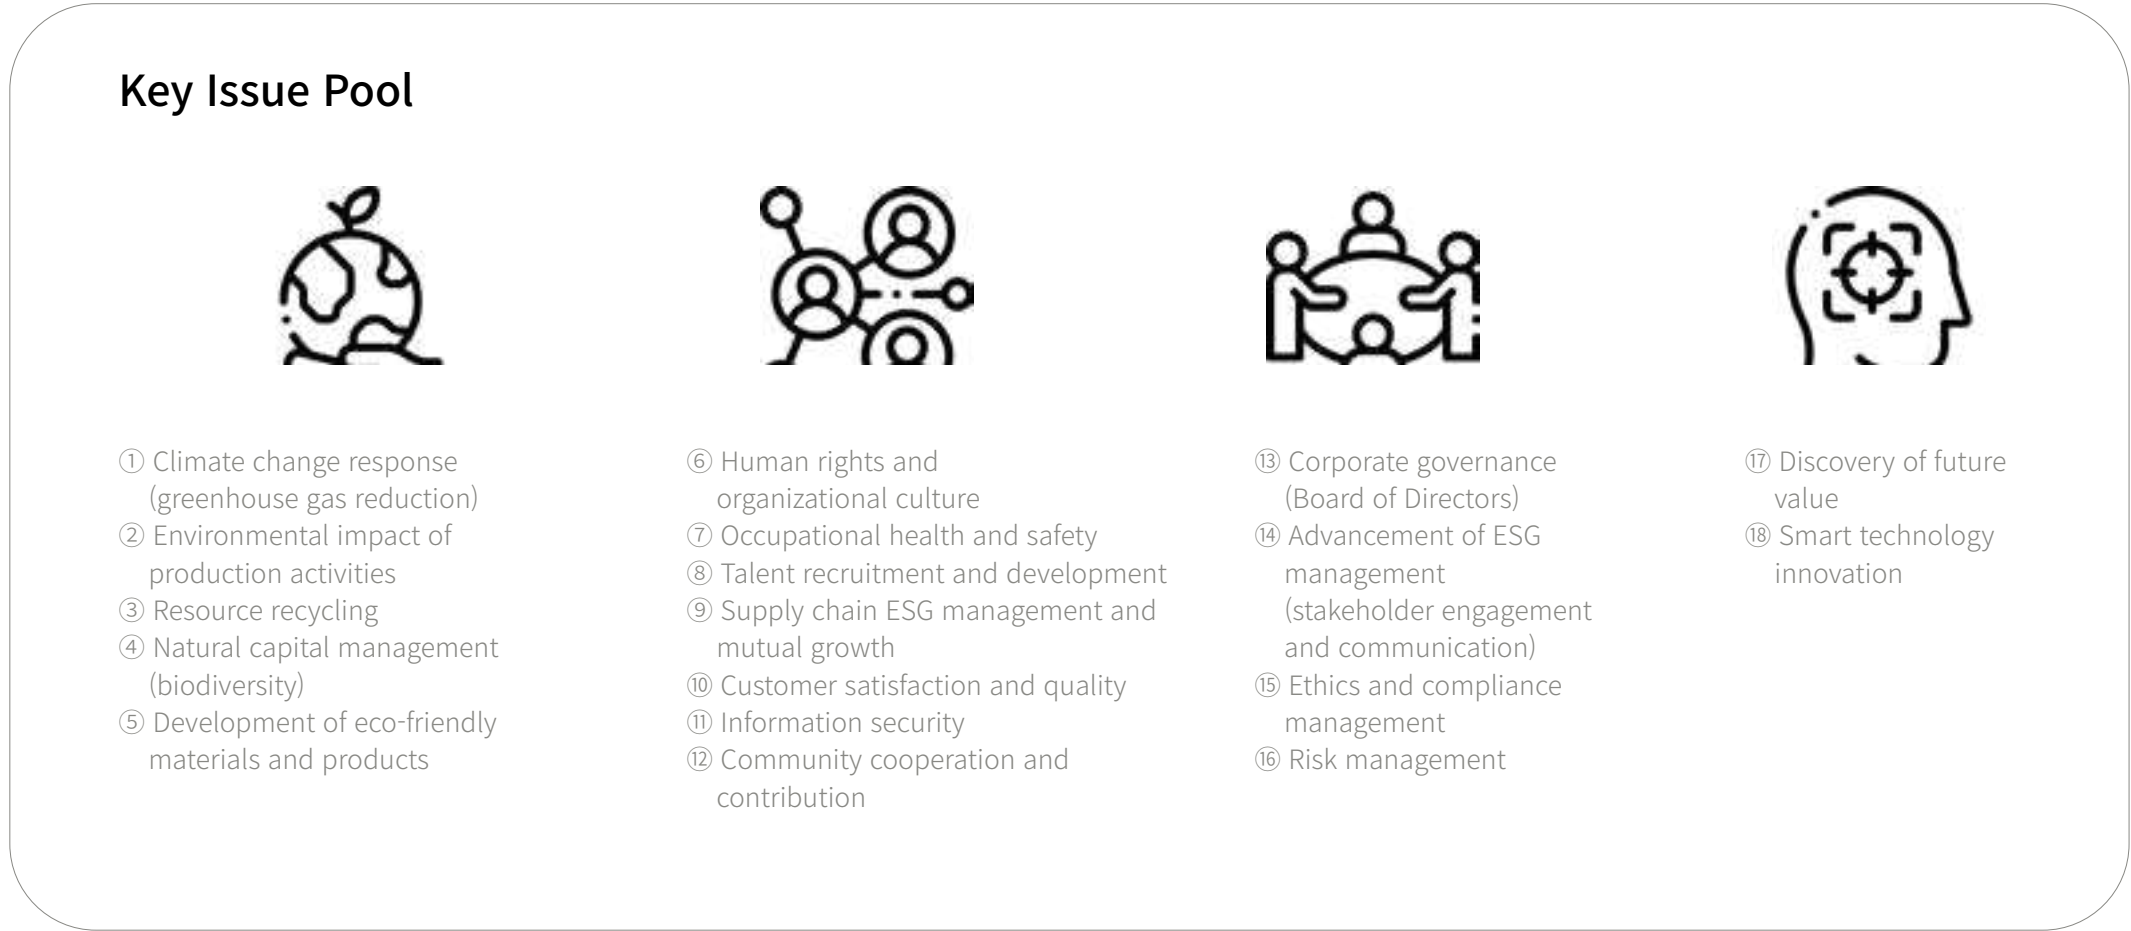 Key Issue Pool
① Climate change response
(greenhouse gas reduction)
② Environmental impact of
production activities
③ Resource recycling
④ Natural capital management
(biodiversity)
⑤ Development of eco-friendly
materials and products
⑥ Human rights and
organizational culture
⑦ Occupational health and safety
⑧ Talent recruitment and development
⑨ Supply chain ESG management and
mutual growth
⑩ Customer satisfaction and quality
⑪ Information security
⑫ Community cooperation and
contribution
⑬ Corporate governance
(Board of Directors)
⑭ Advancement of ESG
management
(stakeholder engagement
and communication)
⑮ Ethics and compliance
management
⑯ Risk management
⑰ Discovery of future
value
⑱ Smart technology
innovation